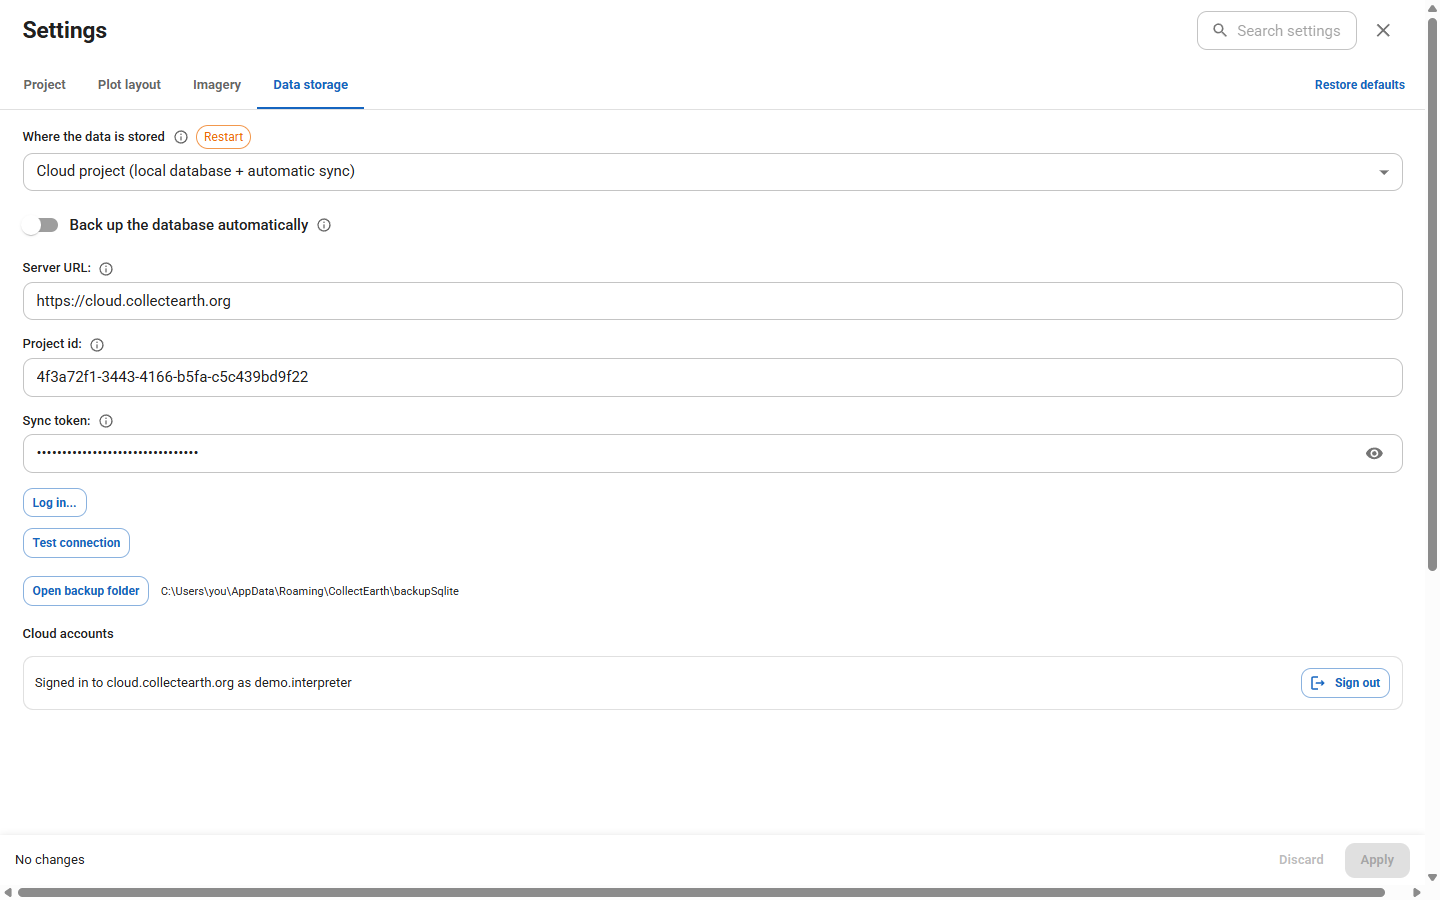 Settings
Search settings
Project
Plot layout
Imagery
Data storage
Restore defaults
Where the data is stored
Restart
Cloud project (local database + automatic sync)
Back up the database automatically
Server URL:
https://cloud.collectearth.org
Project id:
4f3a72f1-3443-4166-b5fa-c5c439bd9f22
Sync token:
••••••••••••••••••••••••••••••••
Log in...
Test connection
Open backup folder
C:\Users\you\AppData\Roaming\CollectEarth\backupSqlite
Cloud accounts
Signed in to cloud.collectearth.org as demo.interpreter
Sign out
No changes
Discard
Apply